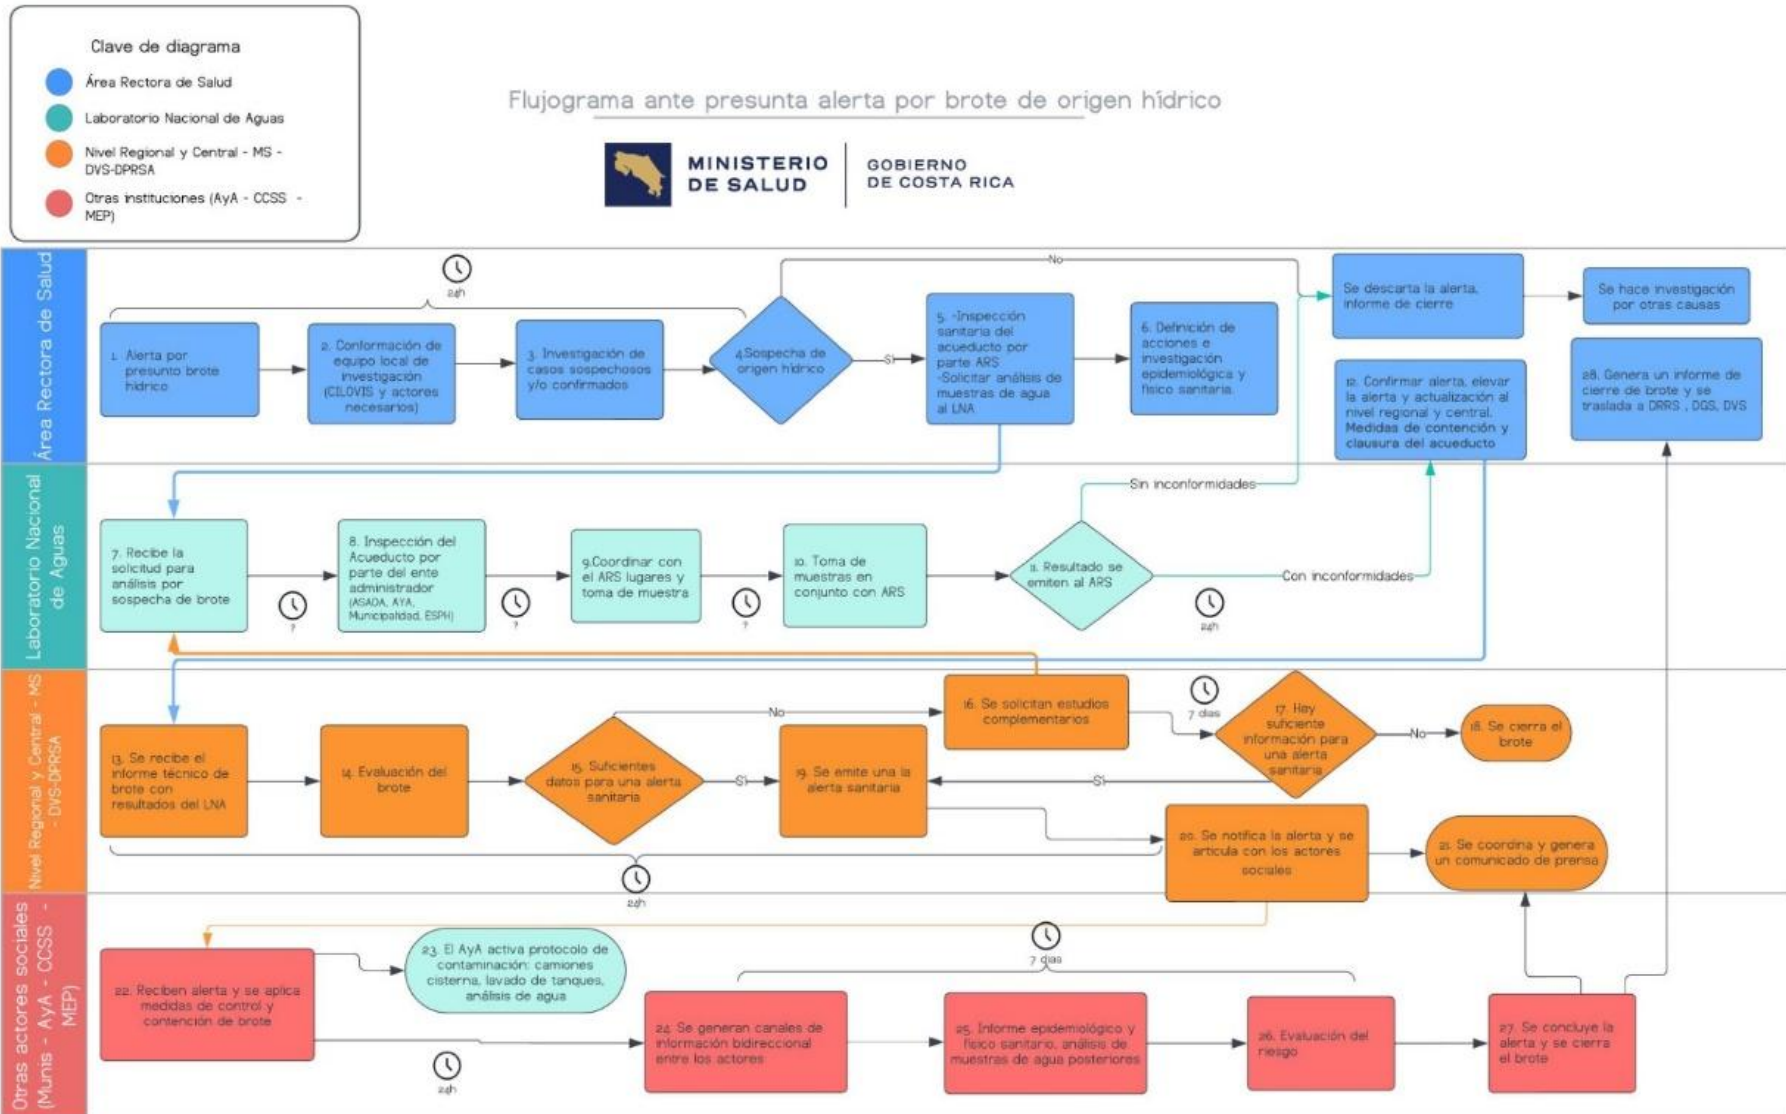 Clave de diagrama
Área Rectora de Salud
Laboratorio Nacional de Aguas
Nivel Regional y Central - MS -
DVS-DPRSA
Otras instituciones (AyA - CCSS -
MEP)
Flujograma ante presunta alerta por brote de origen hídrico
MINISTERIO
DE SALUD
GOBIERNO
DE COSTA RICA
Área Rectora de Salud
24h
1. Alerta por
presunto brote
hídrico
2. Conformación de
equipo local de
investigación
(CILOVIS y actores
necesarios)
3. Investigación de
casos sospechosos
y/o confirmados
4.Sospecha de
origen hídrico
No
Sí
5. -Inspección
sanitaria del
acueducto por
parte ARS
-Solicitar análisis de
muestras de agua
al LNA
6. Definición de
acciones e
investigación
epidemiológica y
físico sanitaria.
Se descarta la alerta,
informe de cierre
Se hace investigación
por otras causas
12. Confirmar alerta, elevar
la alerta y actualización al
nivel regional y central.
Medidas de contención y
clausura del acueducto
28. Genera un informe de
cierre de brote y se
traslada a DRRS , DGS, DVS
Laboratorio Nacional
de Aguas
7. Recibe la
solicitud para
análisis por
sospecha de brote
?
8. Inspección del
Acueducto por
parte del ente
administrador
(ASADA, AYA,
Municipalidad, ESPH)
?
9.Coordinar con
el ARS lugares y
toma de muestra
?
10. Toma de
muestras en
conjunto con ARS
11. Resultado se
emiten al ARS
Sin inconformidades
Con inconformidades
24h
Nivel Regional y Central - MS
- DVS-DPRSA
13. Se recibe el
informe técnico de
brote con
resultados del LNA
14. Evaluación del
brote
15. Suficientes
datos para una alerta
sanitaria
No
Sí
16. Se solicitan estudios
complementarios
7 días
17. Hay
suficiente
información para
una alerta
sanitaria
No
18. Se cierra el
brote
Sí
19. Se emite una la
alerta sanitaria
20. Se notifica la alerta y se
articula con los actores
sociales
21. Se coordina y genera
un comunicado de prensa
24h
Otras actores sociales
(Munis - AyA - CCSS -
MEP)
22. Reciben alerta y se aplica
medidas de control y
contención de brote
23. El AyA activa protocolo de
contaminación: camiones
cisterna, lavado de tanques,
análisis de agua
24h
24. Se generan canales de
información bidireccional
entre los actores
7 días
25. Informe epidemiológico y
físico sanitario, análisis de
muestras de agua posteriores
26. Evaluación del
riesgo
27. Se concluye la
alerta y se cierra
el brote